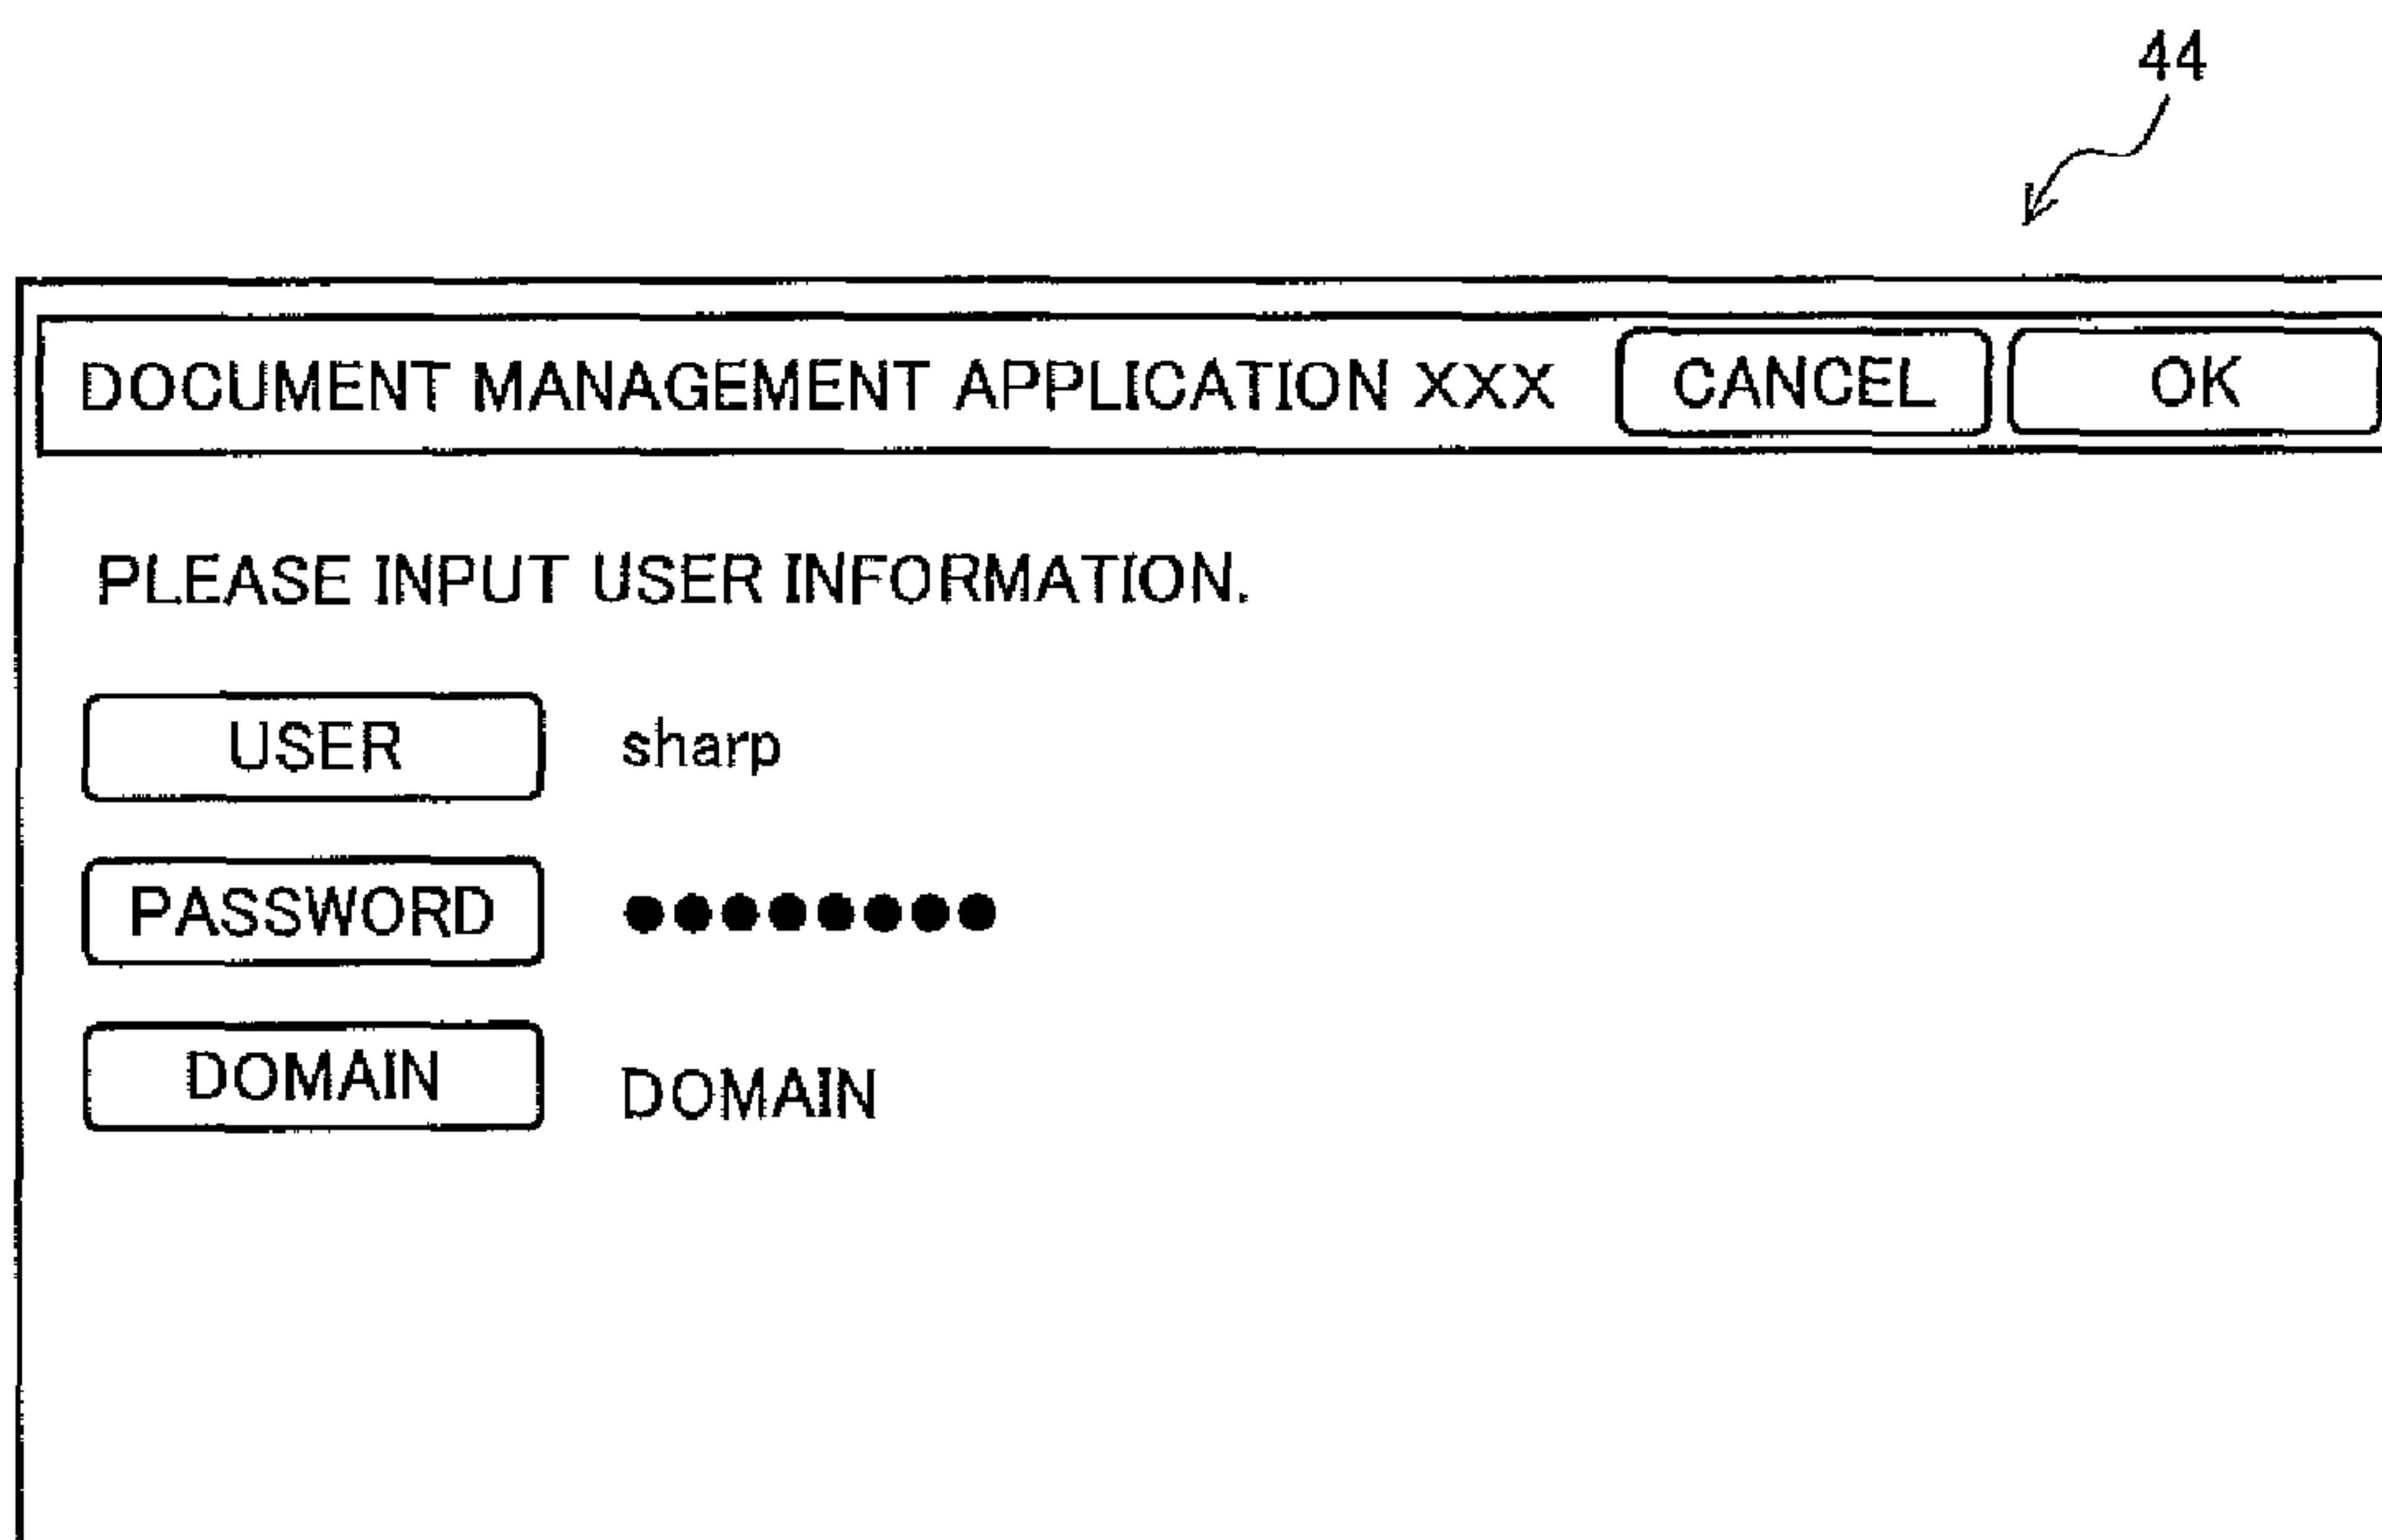 44
DOCUMENT MANAGEMENT APPLICATION XXX CANCEL OK
PLEASE INPUT USER INFORMATION.
USER sharp
PASSWORD ●●●●●●●●
DOMAIN DOMAIN